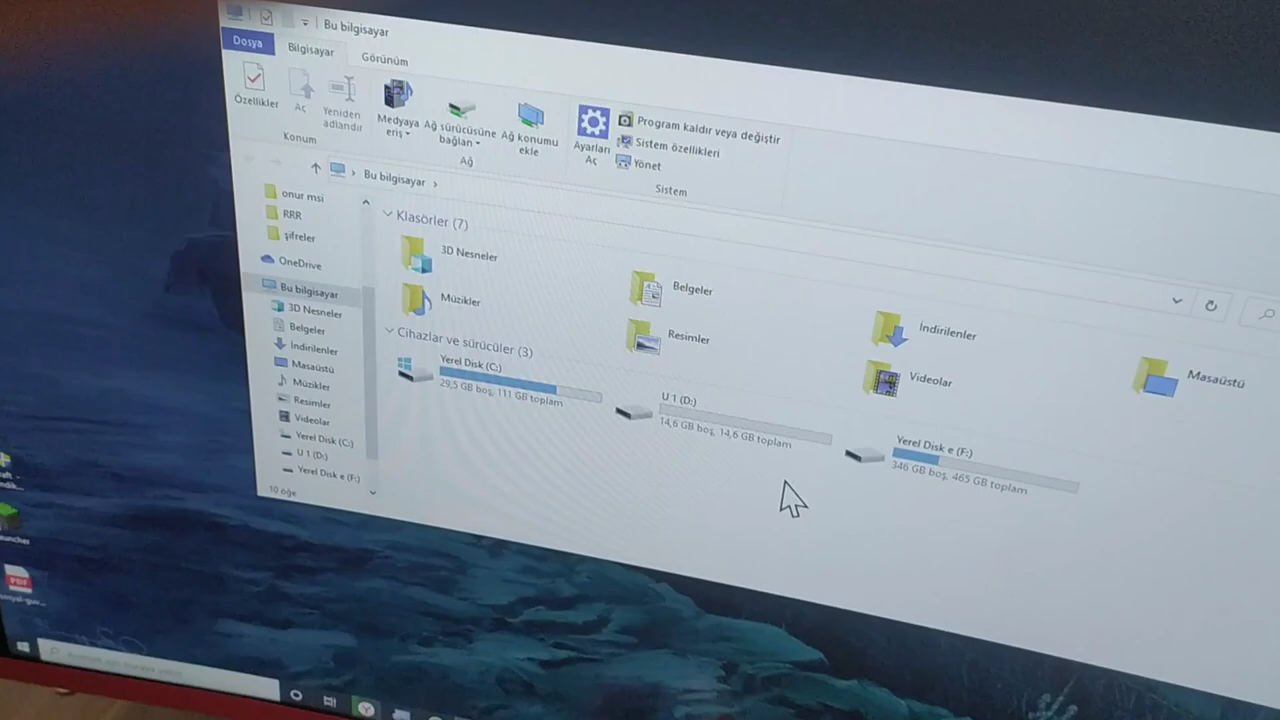 Bu bilgisayar
Dosya
Bilgisayar
Görünüm
Özellikler
Aç
Yeniden
adlandır
Konum
Medyaya
eriş
Ağ sürücüsüne
bağlan
Ağ konumu
ekle
Ağ
Ayarları
Aç
Program kaldır veya değiştir
Sistem özellikleri
Yönet
Sistem
Bu bilgisayar
onur msi
RRR
şifreler
OneDrive
Bu bilgisayar
3D Nesneler
Belgeler
İndirilenler
Masaüstü
Müzikler
Resimler
Videolar
Yerel Disk (C:)
U 1 (D:)
Yerel Disk e (F:)
10 öğe
Klasörler (7)
3D Nesneler
Belgeler
İndirilenler
Masaüstü
Müzikler
Resimler
Videolar
Cihazlar ve sürücüler (3)
Yerel Disk (C:)
29,5 GB boş, 111 GB toplam
U 1 (D:)
14,6 GB boş, 14,6 GB toplam
Yerel Disk e (F:)
346 GB boş, 465 GB toplam
PDF